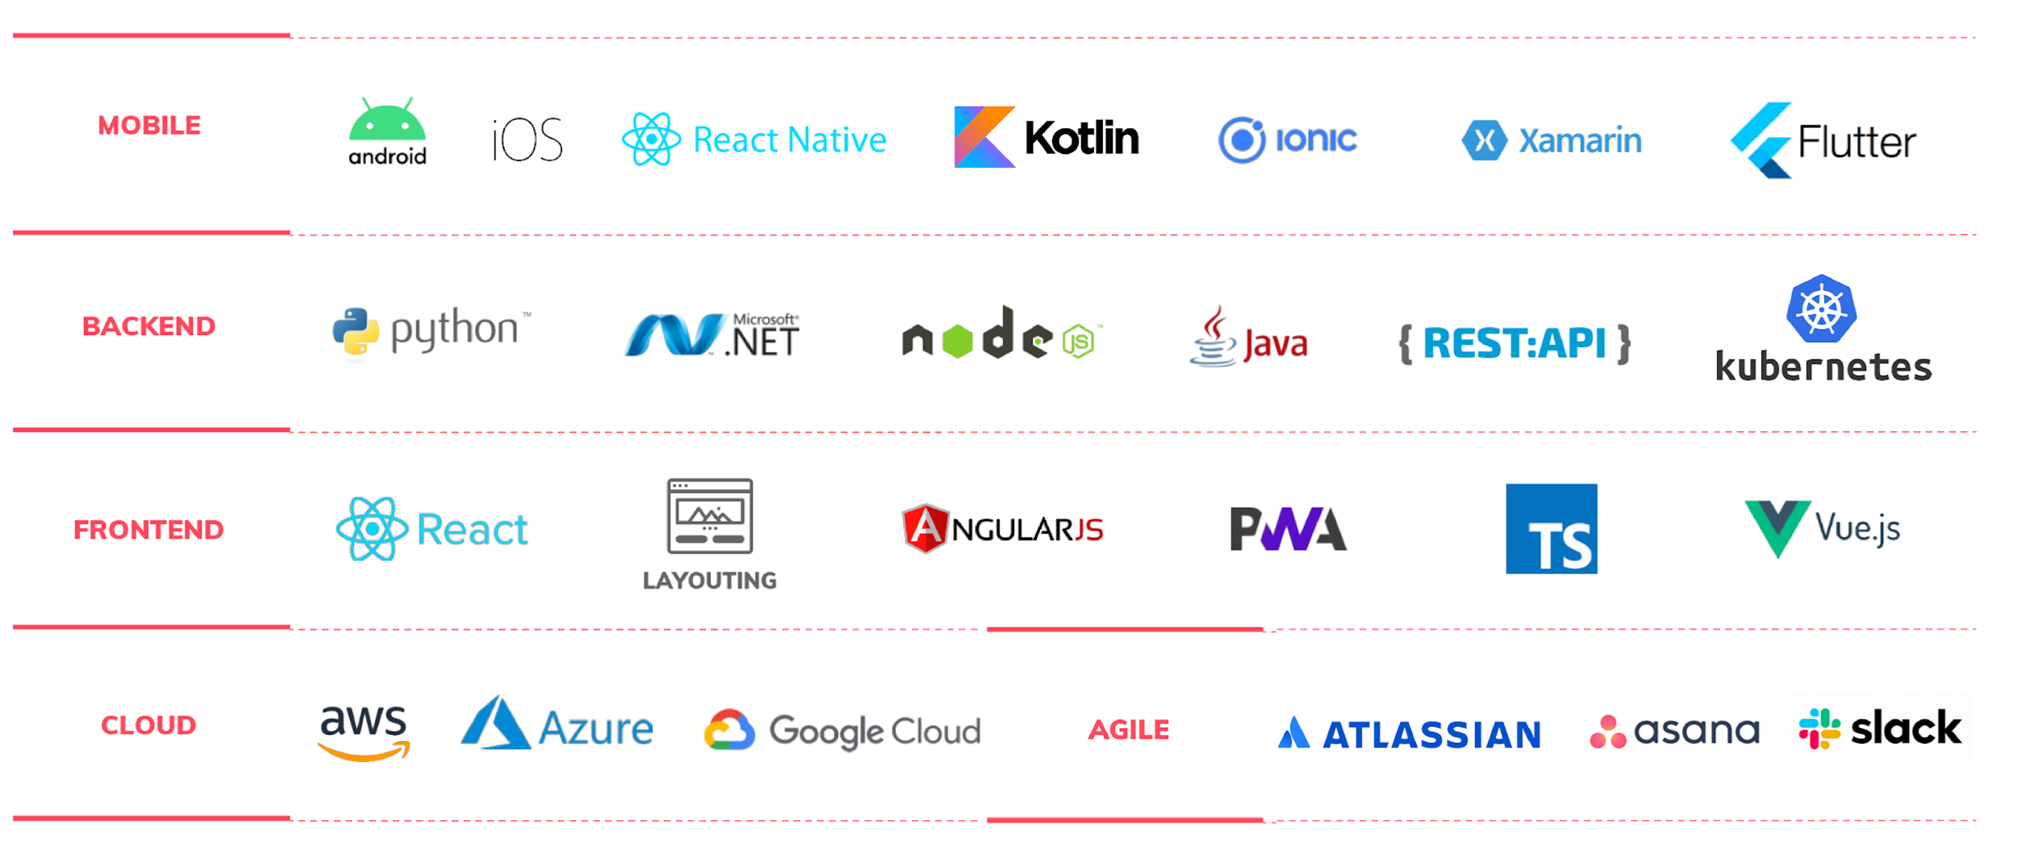 MOBILE
android
iOS
React Native
Kotlin
IONIC
Xamarin
Flutter
BACKEND
python™
Microsoft®
.NET
node
JS
Java
{ REST:API }
kubernetes
FRONTEND
React
LAYOUTING
ANGULARJS
PWA
TS
Vue.js
CLOUD
aws
Azure
Google Cloud
AGILE
ATLASSIAN
asana
slack